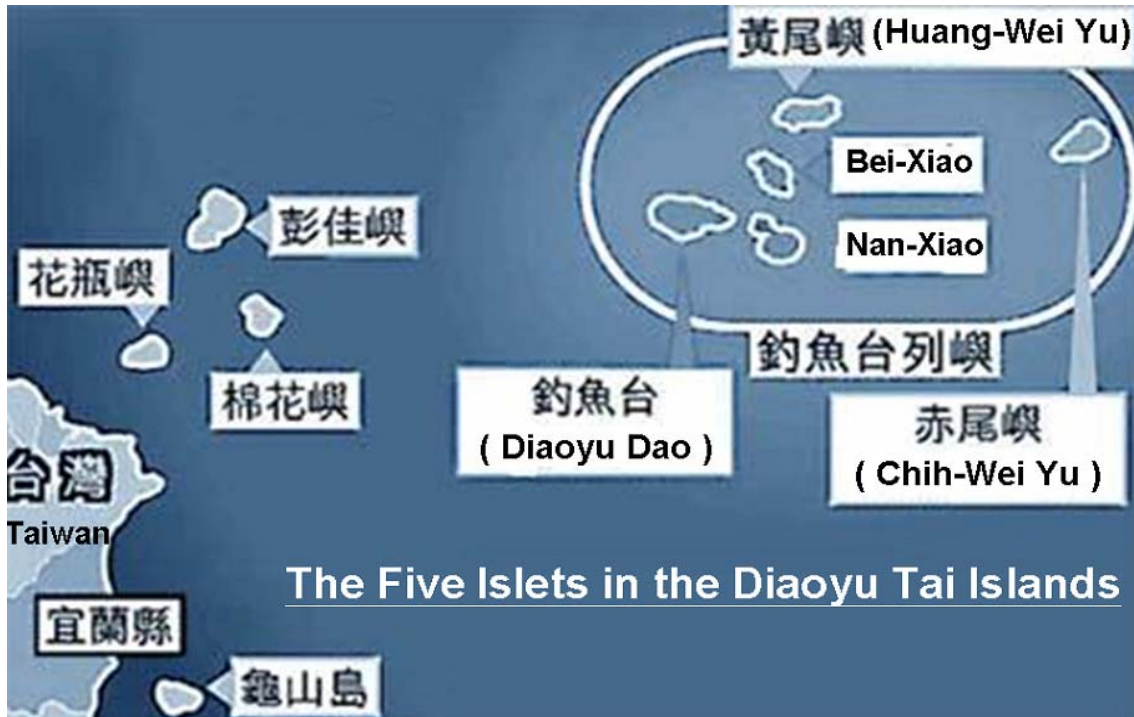 黃尾嶼 (Huang-Wei Yu)
Bei-Xiao
Nan-Xiao
彭佳嶼
花瓶嶼
棉花嶼
釣魚台列嶼
釣魚台
( Diaoyu Dao )
赤尾嶼
( Chih-Wei Yu )
台灣
Taiwan
The Five Islets in the Diaoyu Tai Islands
宜蘭縣
龜山島